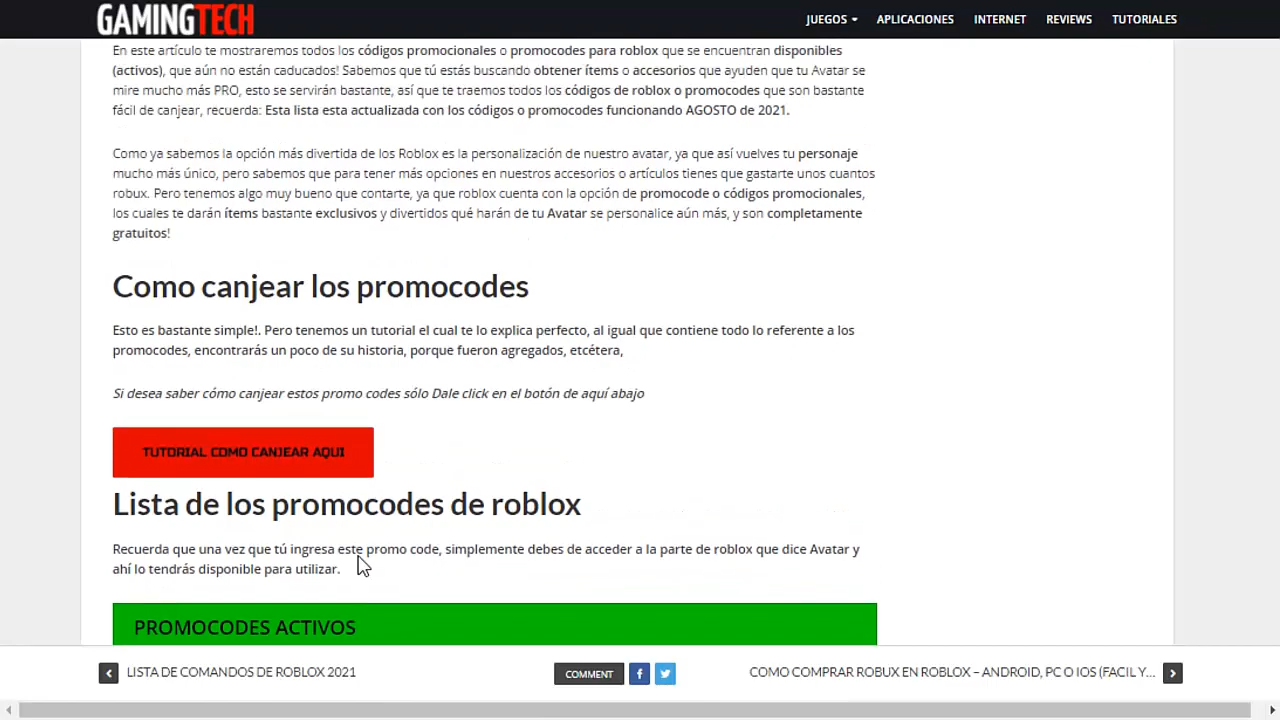 GAMINGTECH
JUEGOS
APLICACIONES
INTERNET
REVIEWS
TUTORIALES
En este artículo te mostraremos todos los códigos promocionales o promocodes para roblox que se encuentran disponibles
(activos), que aún no están caducados! Sabemos que tú estás buscando obtener ítems o accesorios que ayuden que tu Avatar se
mire mucho más PRO, esto se servirán bastante, así que te traemos todos los códigos de roblox o promocodes que son bastante
fácil de canjear, recuerda: Esta lista esta actualizada con los códigos o promocodes funcionando AGOSTO de 2021.
Como ya sabemos la opción más divertida de los Roblox es la personalización de nuestro avatar, ya que así vuelves tu personaje
mucho más único, pero sabemos que para tener más opciones en nuestros accesorios o artículos tienes que gastarte unos cuantos
robux. Pero tenemos algo muy bueno que contarte, ya que roblox cuenta con la opción de promocode o códigos promocionales,
los cuales te darán ítems bastante exclusivos y divertidos qué harán de tu Avatar se personalice aún más, y son completamente
gratuitos!
Como canjear los promocodes
Esto es bastante simple!. Pero tenemos un tutorial el cual te lo explica perfecto, al igual que contiene todo lo referente a los
promocodes, encontrarás un poco de su historia, porque fueron agregados, etcétera,
Si desea saber cómo canjear estos promo codes sólo Dale click en el botón de aquí abajo
TUTORIAL COMO CANJEAR AQUI
Lista de los promocodes de roblox
Recuerda que una vez que tú ingresa este promo code, simplemente debes de acceder a la parte de roblox que dice Avatar y
ahí lo tendrás disponible para utilizar.
PROMOCODES ACTIVOS
LISTA DE COMANDOS DE ROBLOX 2021
COMMENT
COMO COMPRAR ROBUX EN ROBLOX – ANDROID, PC O IOS (FACIL Y...